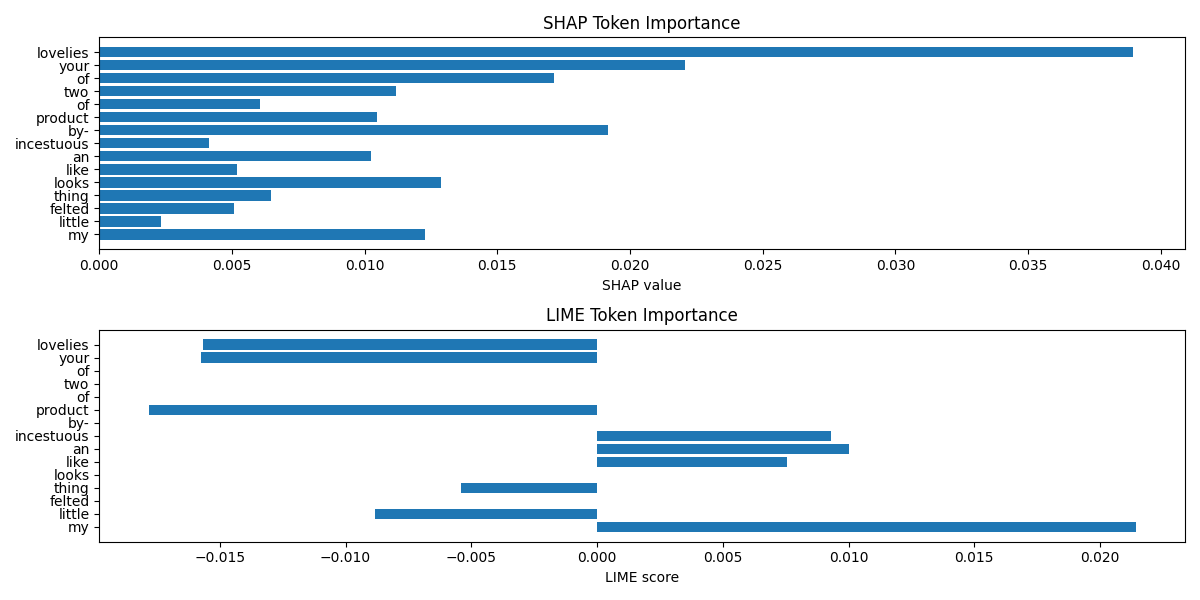 SHAP Token Importance
lovelies
your
of
two
of
product
by-
incestuous
an
like
looks
thing
felted
little
my
0.000 0.005 0.010 0.015 0.020 0.025 0.030 0.035 0.040
SHAP value
LIME Token Importance
lovelies
your
of
two
of
product
by-
incestuous
an
like
looks
thing
felted
little
my
−0.015 −0.010 −0.005 0.000 0.005 0.010 0.015 0.020
LIME score